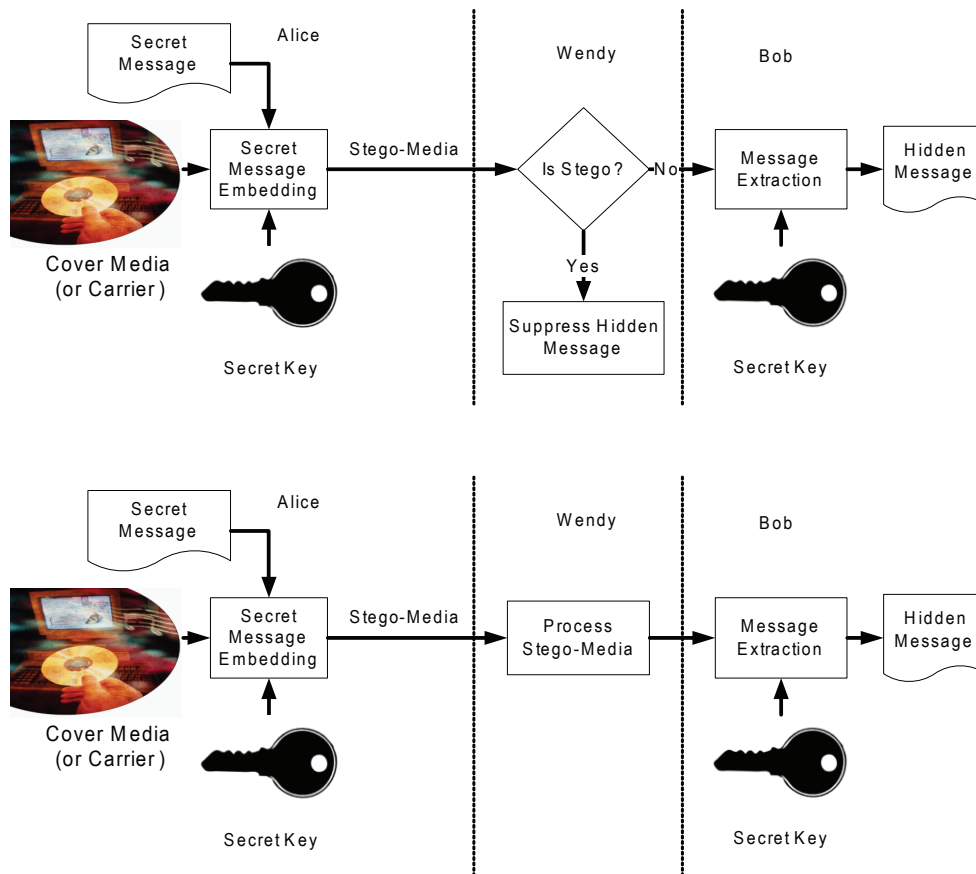 Alice
Secret
Message
Wendy
Bob
Secret
Message
Embedding
Stego-Media
Is Stego?
No
Message
Extraction
Hidden
Message
Cover Media
(or Carrier)
Yes
Suppress Hidden
Message
Secret Key
Secret Key
Alice
Secret
Message
Wendy
Bob
Secret
Message
Embedding
Stego-Media
Process
Stego-Media
Message
Extraction
Hidden
Message
Cover Media
(or Carrier)
Secret Key
Secret Key